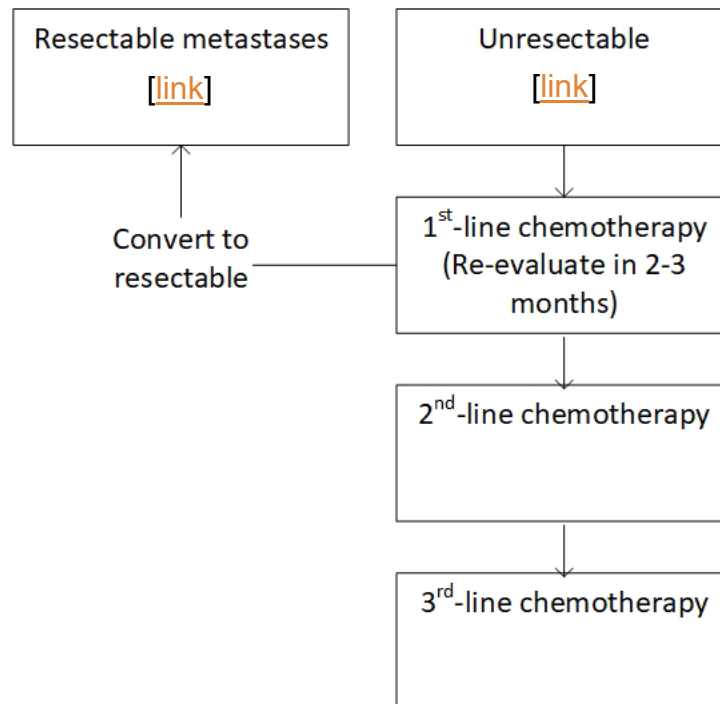 Resectable metastases
[link]
Unresectable
[link]
Convert to
resectable
1st-line chemotherapy
(Re-evaluate in 2-3
months)
2nd-line chemotherapy
3rd-line chemotherapy